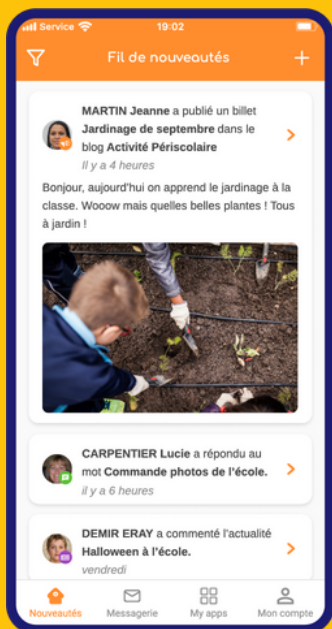 Service 19:02
Fil de nouveautés
MARTIN Jeanne a publié un billet
Jardinage de septembre dans le
blog Activité Périscolaire
Il y a 4 heures
Bonjour, aujourd'hui on apprend le jardinage à la
classe. Wooow mais quelles belles plantes ! Tous
à jardin !
CARPENTIER Lucie a répondu au
mot Commande photos de l'école.
il y a 6 heures
DEMIR ERAY a commenté l'actualité
Halloween à l'école.
vendredi
Nouveautés Messagerie My apps Mon compte